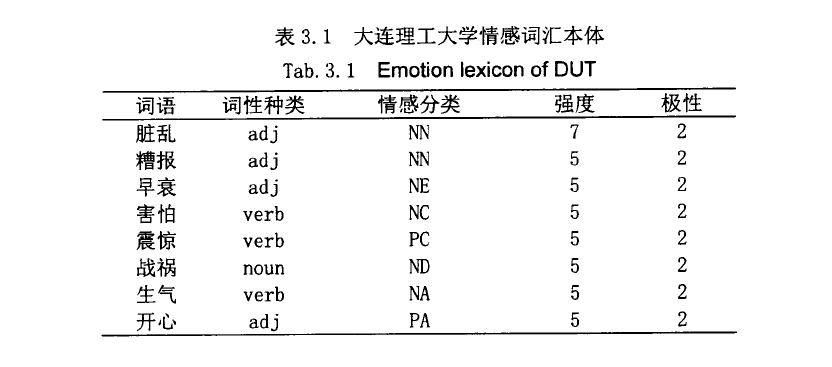 表 3.1 大连理工大学情感词汇本体
Tab. 3.1 Emotion lexicon of DUT
词语 词性种类 情感分类 强度 极性
脏乱 adj NN 7 2
糟报 adj NN 5 2
早衰 adj NE 5 2
害怕 verb NC 5 2
震惊 verb PC 5 2
战祸 noun ND 5 2
生气 verb NA 5 2
开心 adj PA 5 2